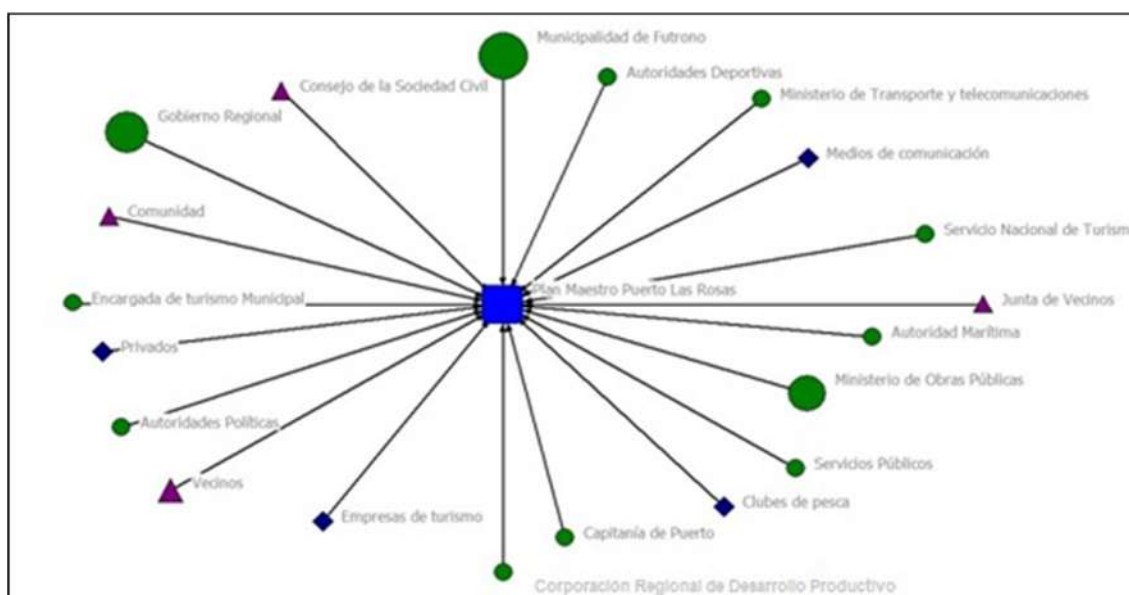 Municipalidad de Futrono
Autoridades Deportivas
Consejo de la Sociedad Civil
Ministerio de Transporte y telecomunicaciones
Gobierno Regional
Medios de comunicación
Comunidad
Servicio Nacional de Turism
Plan Maestro Puerto Las Rosas
Encargada de turismo Municipal
Junta de Vecinos
Autoridad Marítima
Privados
Ministerio de Obras Públicas
Autoridades Políticas
Servicios Públicos
Vecinos
Clubes de pesca
Empresas de turismo
Capitanía de Puerto
Corporación Regional de Desarrollo Productivo